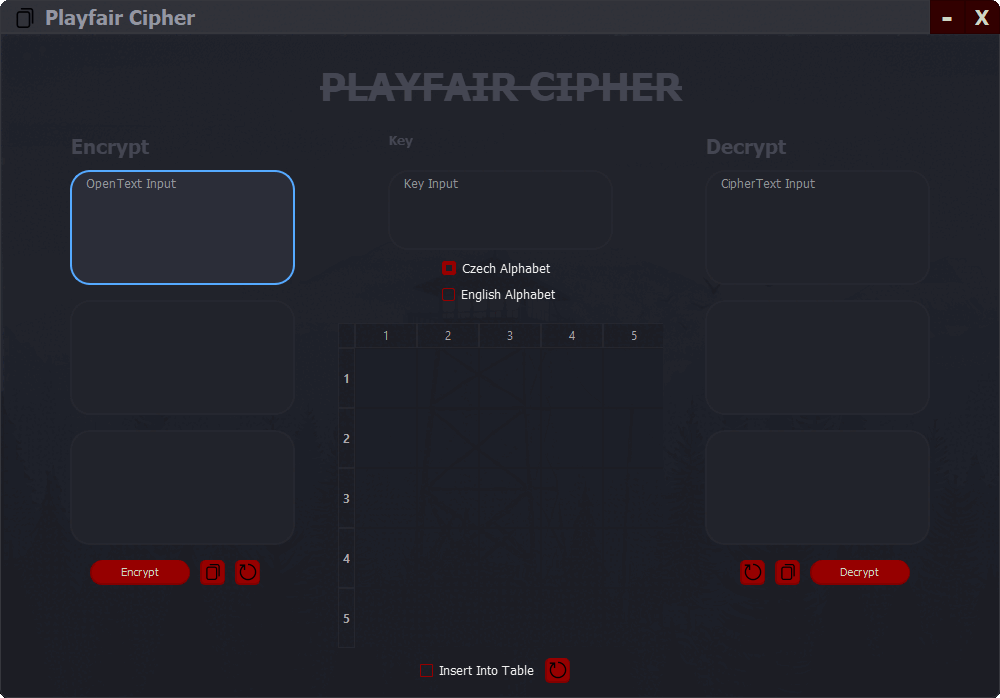 Playfair Cipher
- X
PLAYFAIR CIPHER
Encrypt
Key
Decrypt
OpenText Input
Key Input
CipherText Input
Czech Alphabet
English Alphabet
1 2 3 4 5
1
2
3
4
5
Encrypt
Decrypt
Insert Into Table